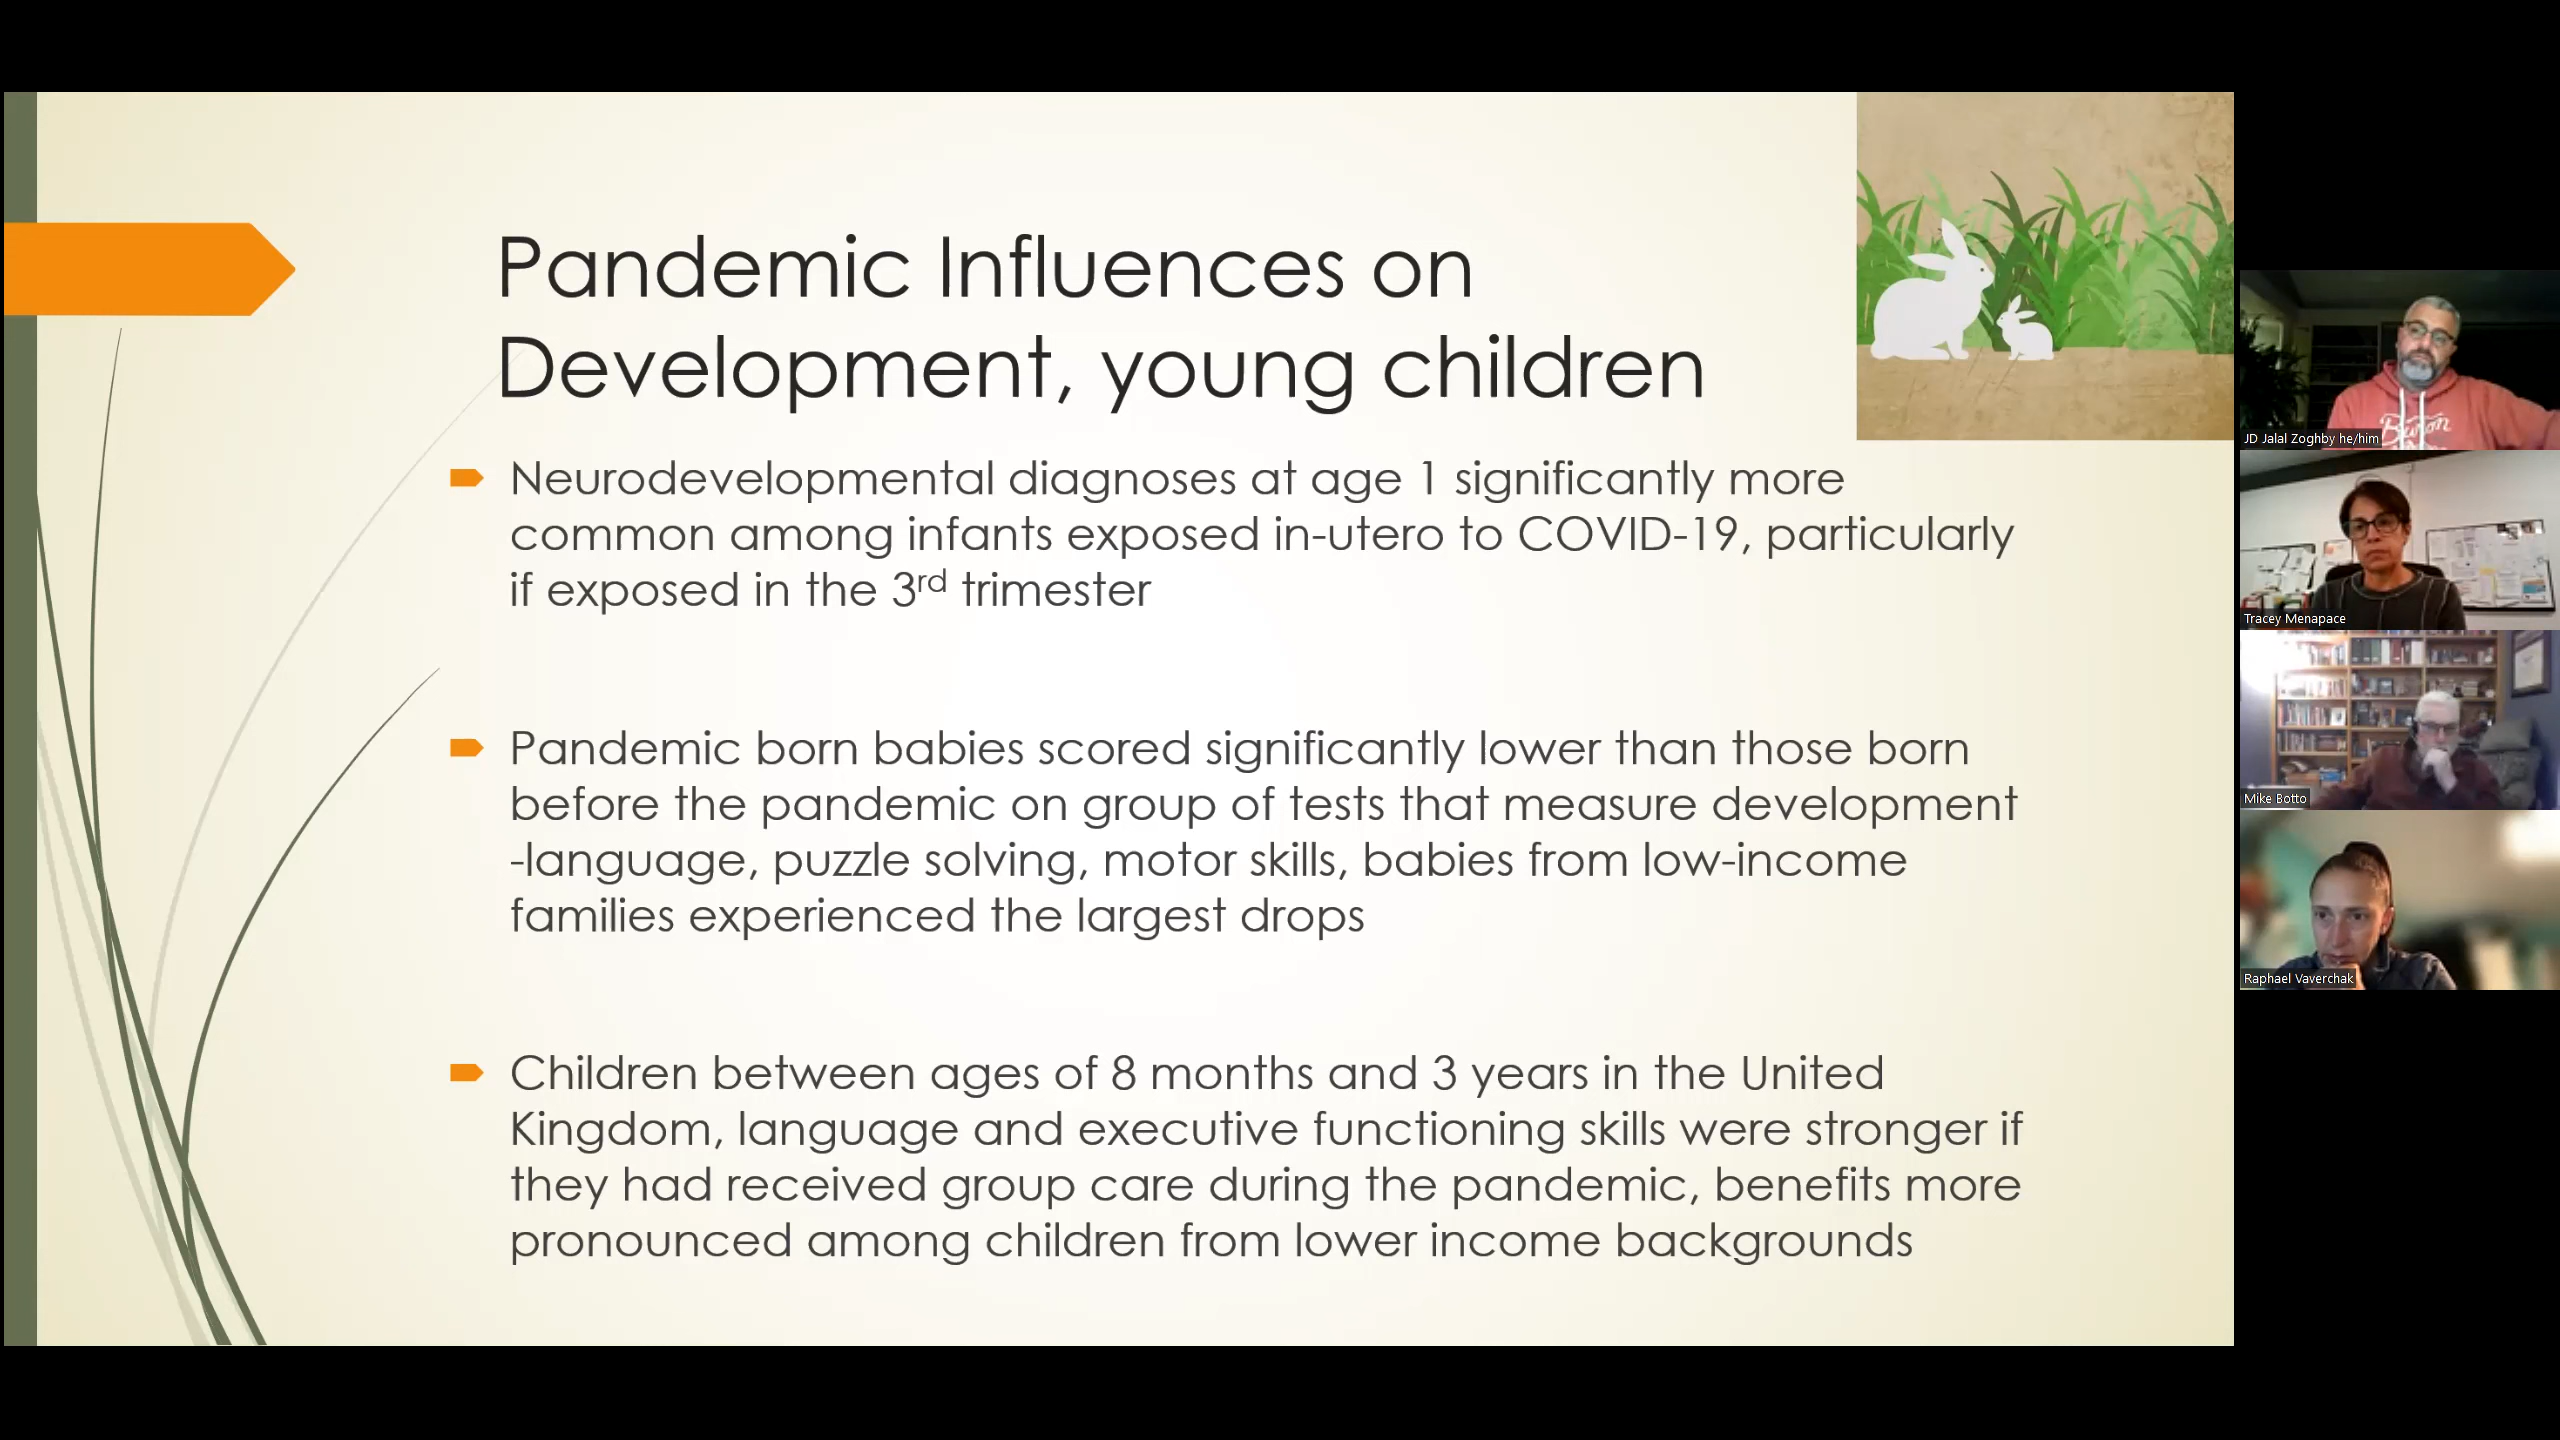 Pandemic Influences on
Development, young children
Neurodevelopmental diagnoses at age 1 significantly more
common among infants exposed in-utero to COVID-19, particularly
if exposed in the 3rd trimester
Pandemic born babies scored significantly lower than those born
before the pandemic on group of tests that measure development
-language, puzzle solving, motor skills, babies from low-income
families experienced the largest drops
Children between ages of 8 months and 3 years in the United
Kingdom, language and executive functioning skills were stronger if
they had received group care during the pandemic, benefits more
pronounced among children from lower income backgrounds
JD Jalal Zoghby he/him
Tracey Menapace
Mike Botto
Raphael Vaverchak